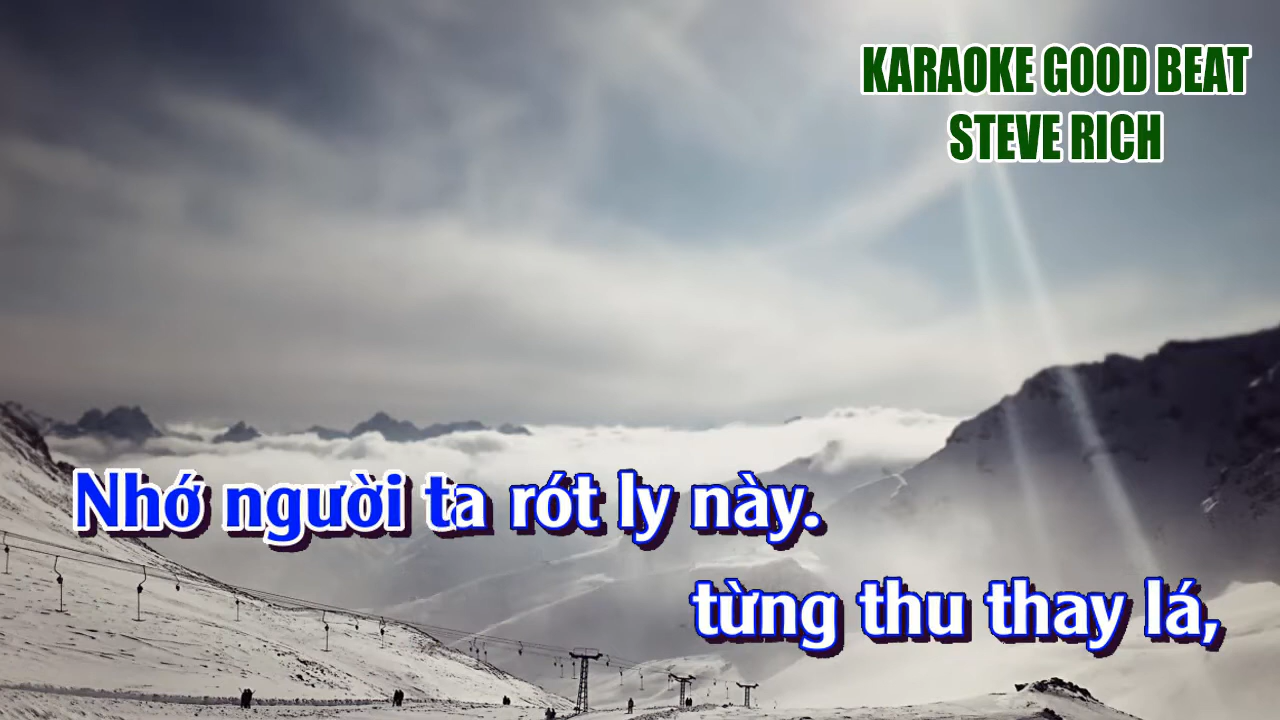 KARAOKE GOOD BEAT
STEVE RICH
Nhớ người ta rót ly này.
từng thu thay lá,